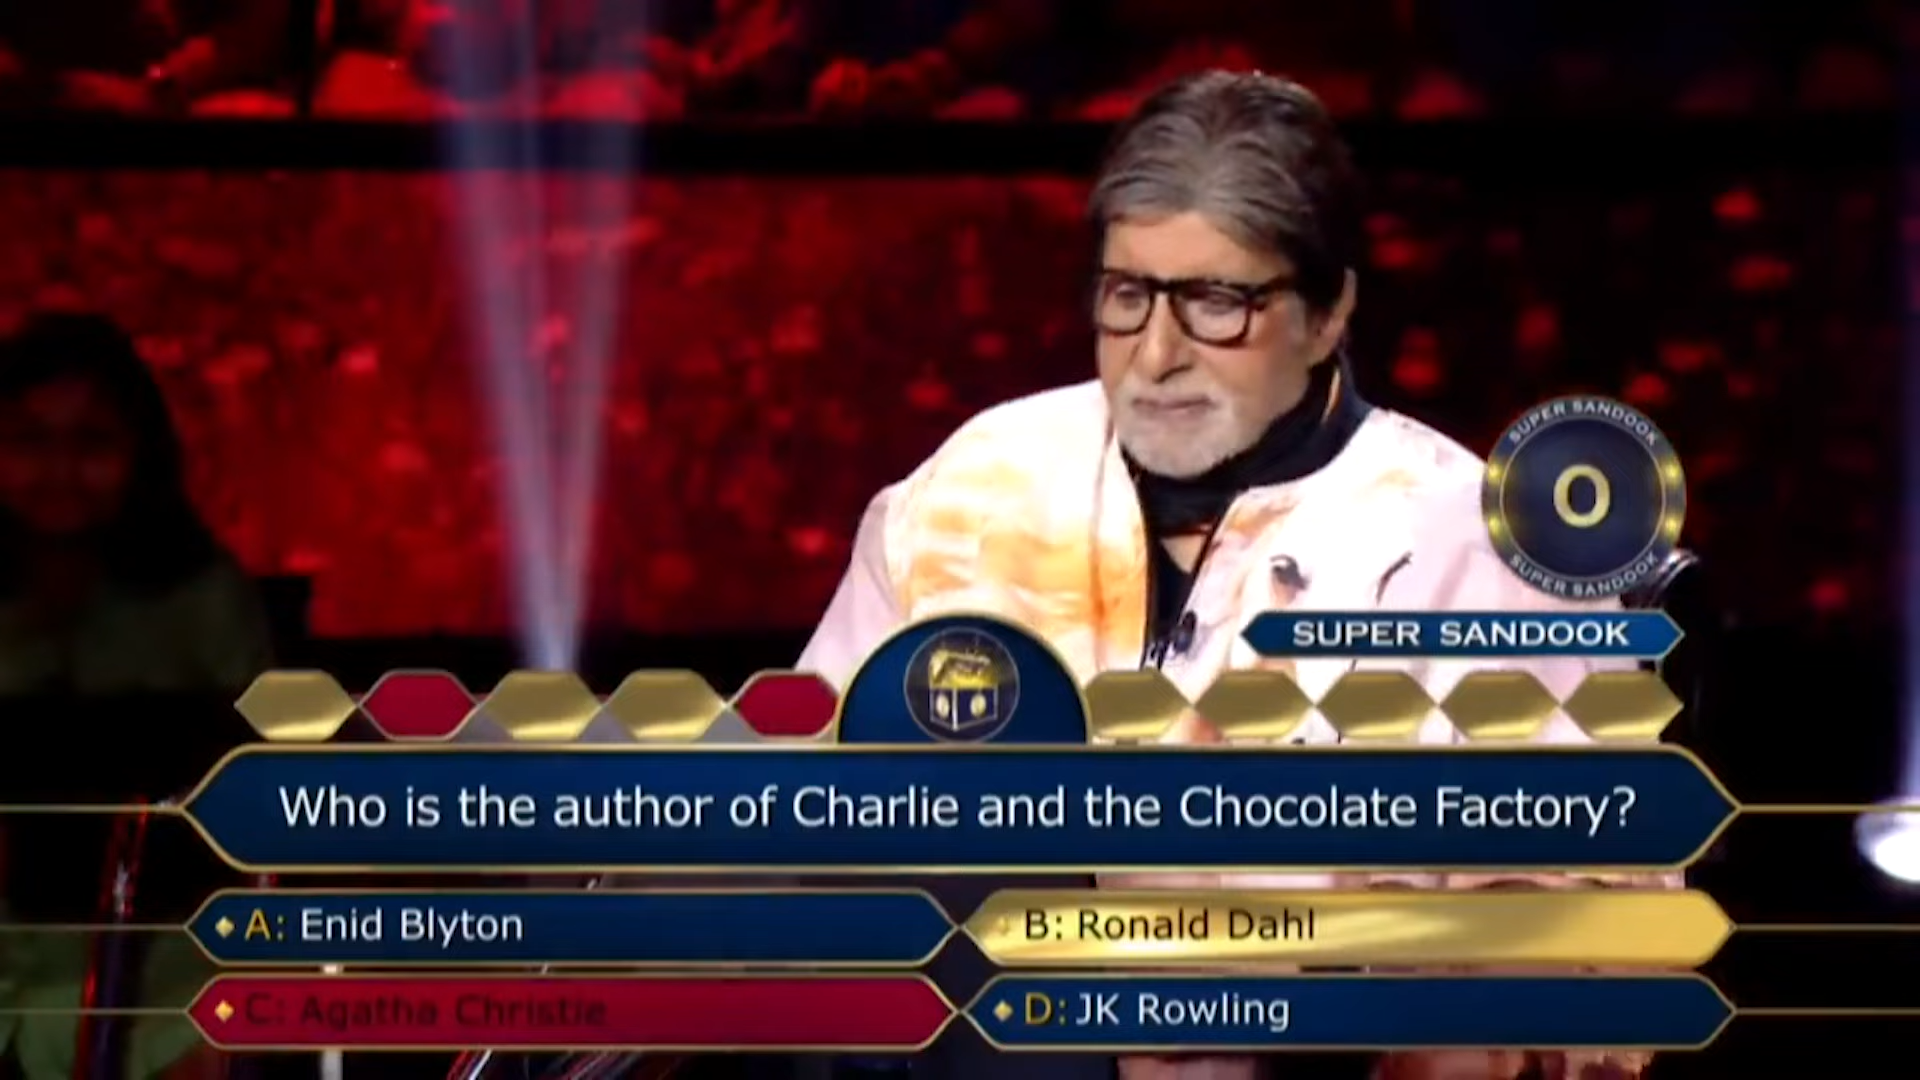 SUPER SANDOOK
0
SUPER SANDOOK
SUPER SANDOOK
Who is the author of Charlie and the Chocolate Factory?
A: Enid Blyton
B: Ronald Dahl
C: Agatha Christie
D: JK Rowling